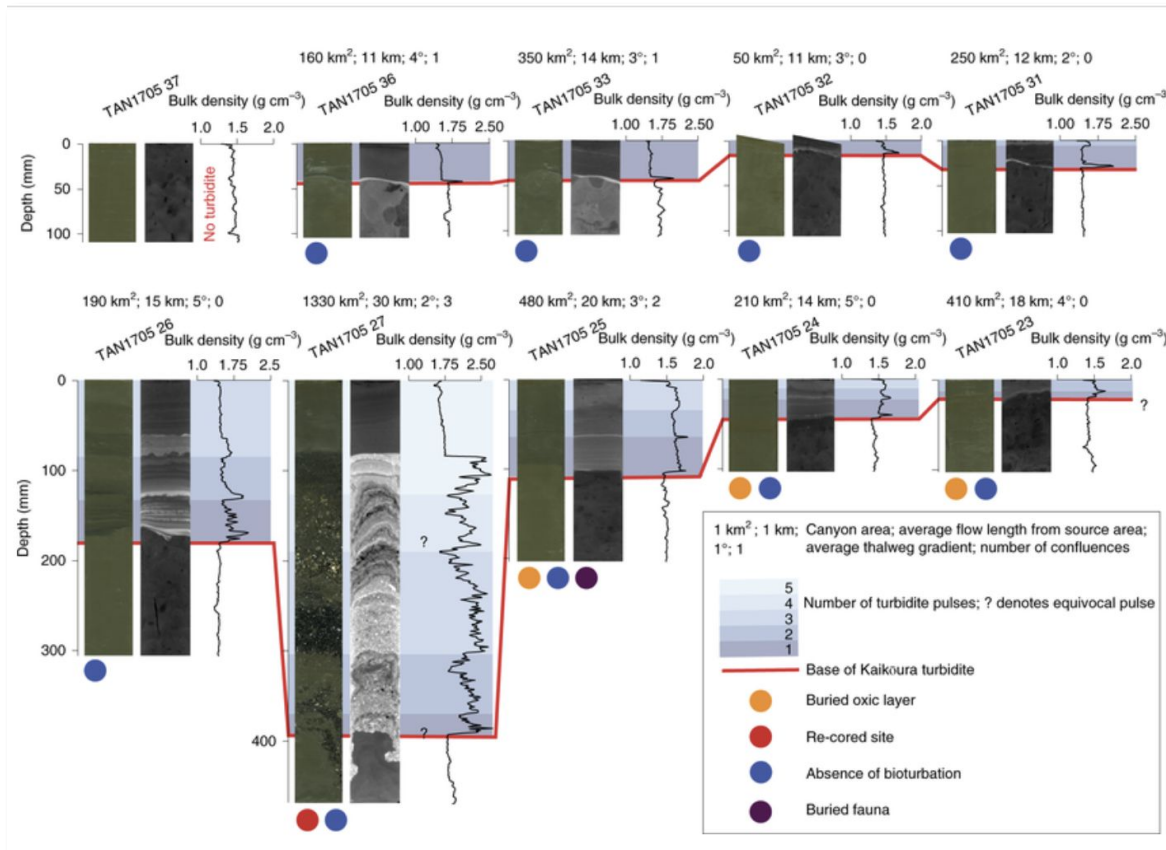 160 km²; 11 km; 4°; 1
350 km²; 14 km; 3°; 1
50 km²; 11 km; 3°; 0
250 km²; 12 km; 2°; 0
TAN1705 37
Bulk density (g cm⁻³)
1.0 1.5 2.0
TAN1705 36
Bulk density (g cm⁻³)
1.00 1.75 2.50
TAN1705 33
Bulk density (g cm⁻³)
1.00 1.75 2.50
TAN1705 32
Bulk density (g cm⁻³)
1.0 1.5 2.0
TAN1705 31
Bulk density (g cm⁻³)
1.0 1.5 2.0
Depth (mm)
0
50
100
No turbidite
190 km²; 15 km; 5°; 0
1330 km²; 30 km; 2°; 3
480 km²; 20 km; 3°; 2
210 km²; 14 km; 5°; 0
410 km²; 18 km; 4°; 0
TAN1705 26
Bulk density (g cm⁻³)
1.0 1.75 2.5
TAN1705 27
Bulk density (g cm⁻³)
1.00 1.75 2.50
TAN1705 25
Bulk density (g cm⁻³)
1.0 1.5 2.0
TAN1705 24
Bulk density (g cm⁻³)
1.0 1.5 2.0
TAN1705 23
Bulk density (g cm⁻³)
1.0 1.5 2.0
Depth (mm)
0
100
200
300
400
?
?
?
1 km²; 1 km; Canyon area; average flow length from source area;
1°; 1 average thalweg gradient; number of confluences
5
4
3
2
1
Number of turbidite pulses; ? denotes equivocal pulse
Base of Kaikōura turbidite
Buried oxic layer
Re-cored site
Absence of bioturbation
Buried fauna